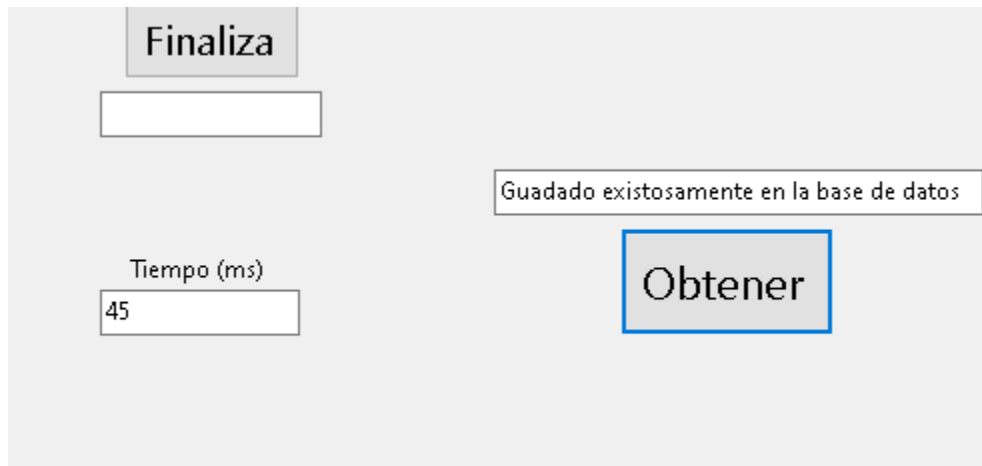 Finaliza
Guadado existosamente en la base de datos
Tiempo (ms)
45
Obtener